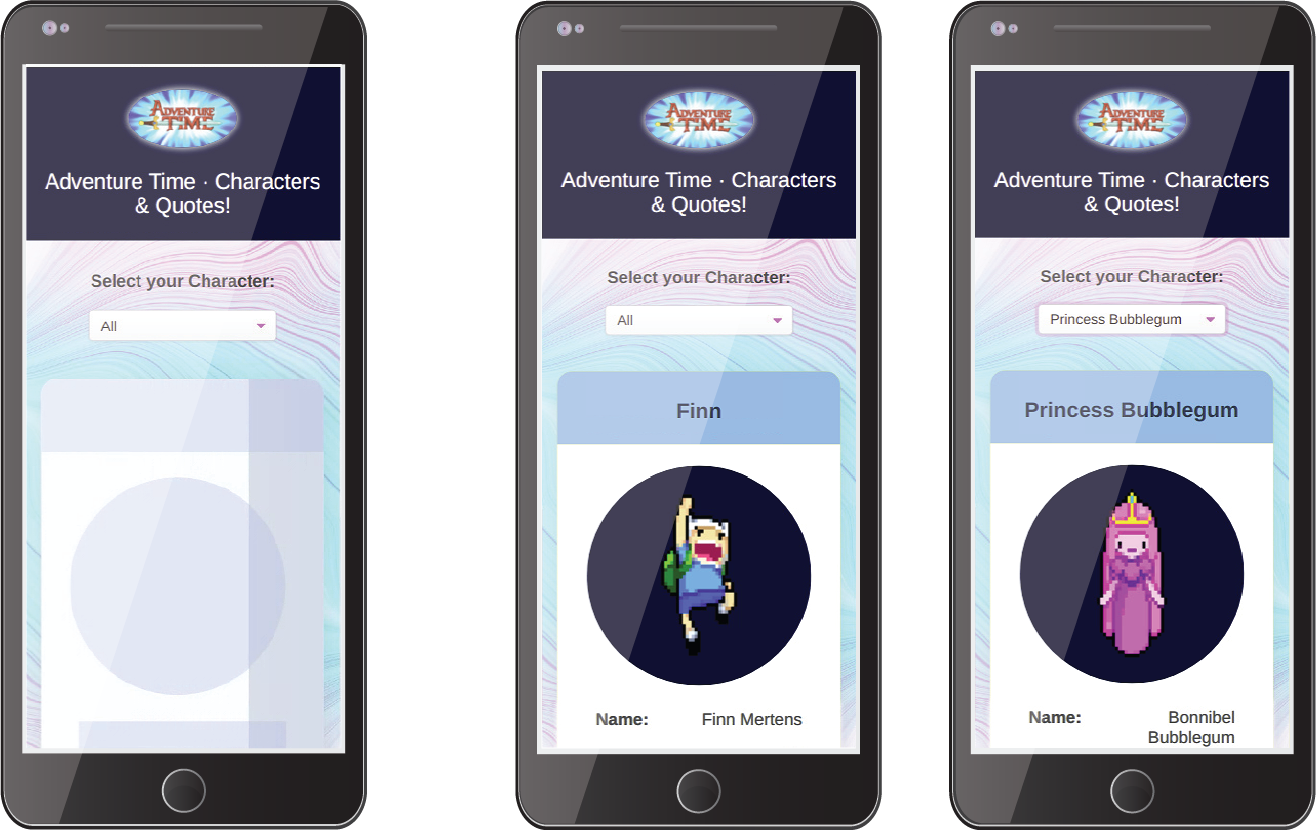 ADVENTURE
TIME
Adventure Time · Characters
& Quotes!
Select your Character:
All
ADVENTURE
TIME
Adventure Time · Characters
& Quotes!
Select your Character:
All
Finn
Name: Finn Mertens
ADVENTURE
TIME
Adventure Time · Characters
& Quotes!
Select your Character:
Princess Bubblegum
Princess Bubblegum
Name: Bonnibel
Bubblegum